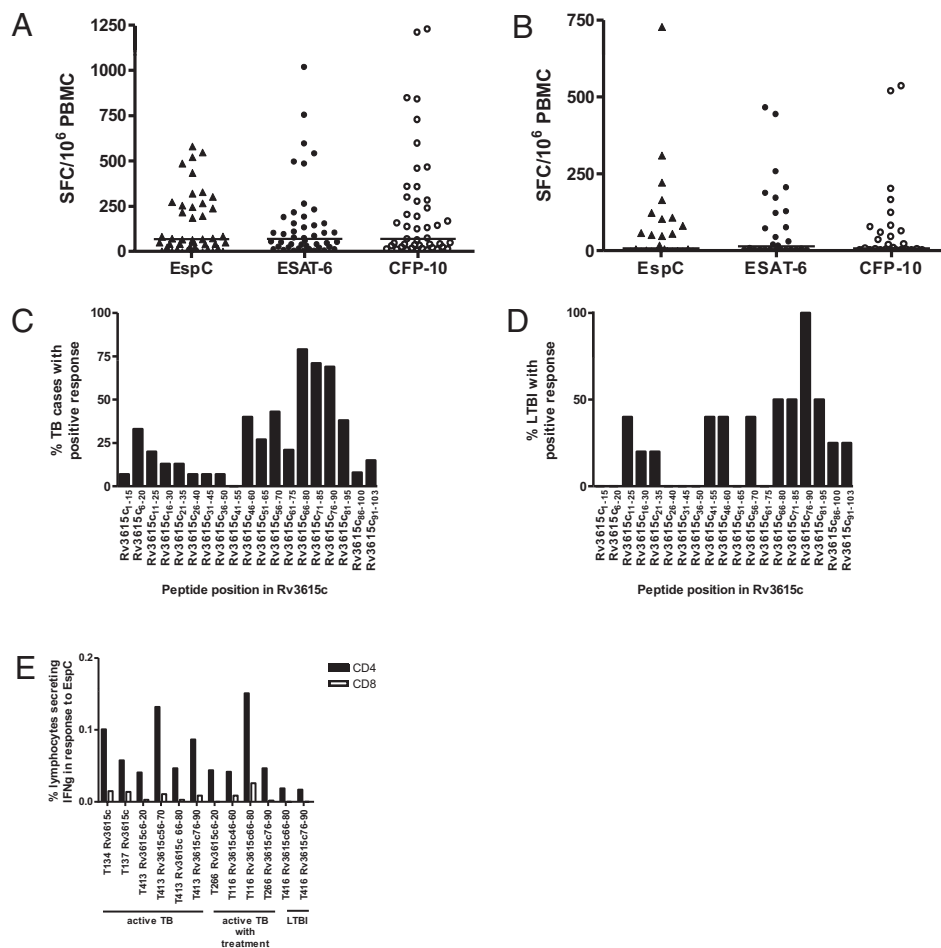 A
SFC/10⁶ PBMC
1250
1000
750
500
250
0
EspC
ESAT-6
CFP-10
B
SFC/10⁶ PBMC
750
500
250
0
EspC
ESAT-6
CFP-10
C
% TB cases with
positive response
100
75
50
25
0
Rv3615c1-15
Rv3615c6-20
Rv3615c11-25
Rv3615c16-30
Rv3615c21-35
Rv3615c26-40
Rv3615c31-45
Rv3615c36-50
Rv3615c41-55
Rv3615c46-60
Rv3615c51-65
Rv3615c56-70
Rv3615c61-75
Rv3615c66-80
Rv3615c71-85
Rv3615c76-90
Rv3615c81-95
Rv3615c86-100
Rv3615c91-103
Peptide position in Rv3615c
D
% LTBI with
positive response
100
50
0
Rv3615c1-15
Rv3615c6-20
Rv3615c11-25
Rv3615c16-30
Rv3615c21-35
Rv3615c26-40
Rv3615c31-45
Rv3615c41-55
Rv3615c46-60
Rv3615c51-65
Rv3615c56-70
Rv3615c61-75
Rv3615c66-80
Rv3615c71-85
Rv3615c76-90
Rv3615c81-95
Rv3615c86-100
Rv3615c91-103
Peptide position in Rv3615c
E
% lymphocytes secreting
IFNg in response to EspC
0.2
0.1
0.0
CD4
CD8
T134 Rv3615c
T137 Rv3615c
T413 Rv3615c6-20
T413 Rv3615c56-70
T413 Rv3615c 66-80
T413 Rv3615c76-90
T266 Rv3615c6-20
T116 Rv3615c46-60
T116 Rv3615c66-80
T266 Rv3615c76-90
T416 Rv3615c66-80
T416 Rv3615c76-90
active TB
active TB
with
treatment
LTBI